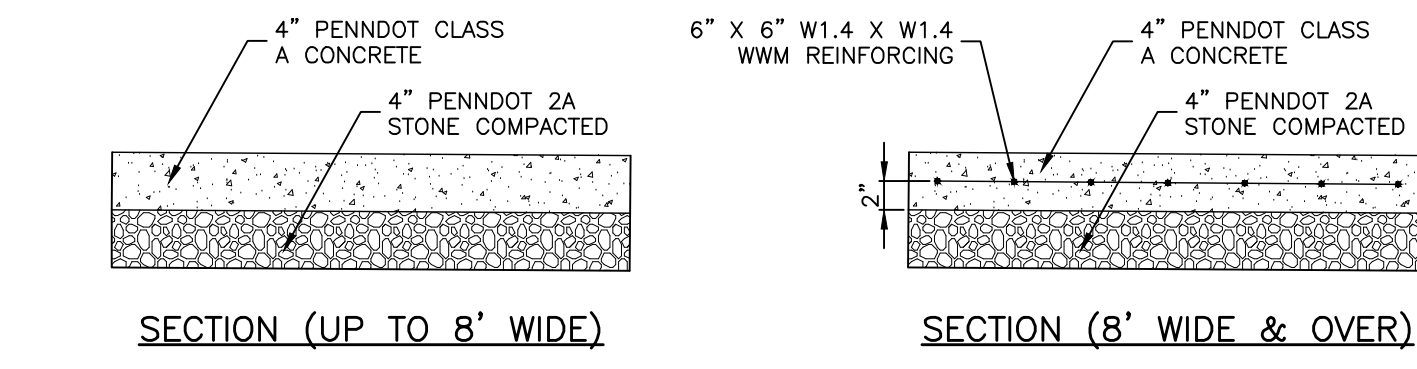 4” PENNDOT CLASS
A CONCRETE
4” PENNDOT 2A
STONE COMPACTED
SECTION (UP TO 8’ WIDE)
6” X 6” W1.4 X W1.4
WWM REINFORCING
4” PENNDOT CLASS
A CONCRETE
4” PENNDOT 2A
STONE COMPACTED
2”
SECTION (8’ WIDE & OVER)